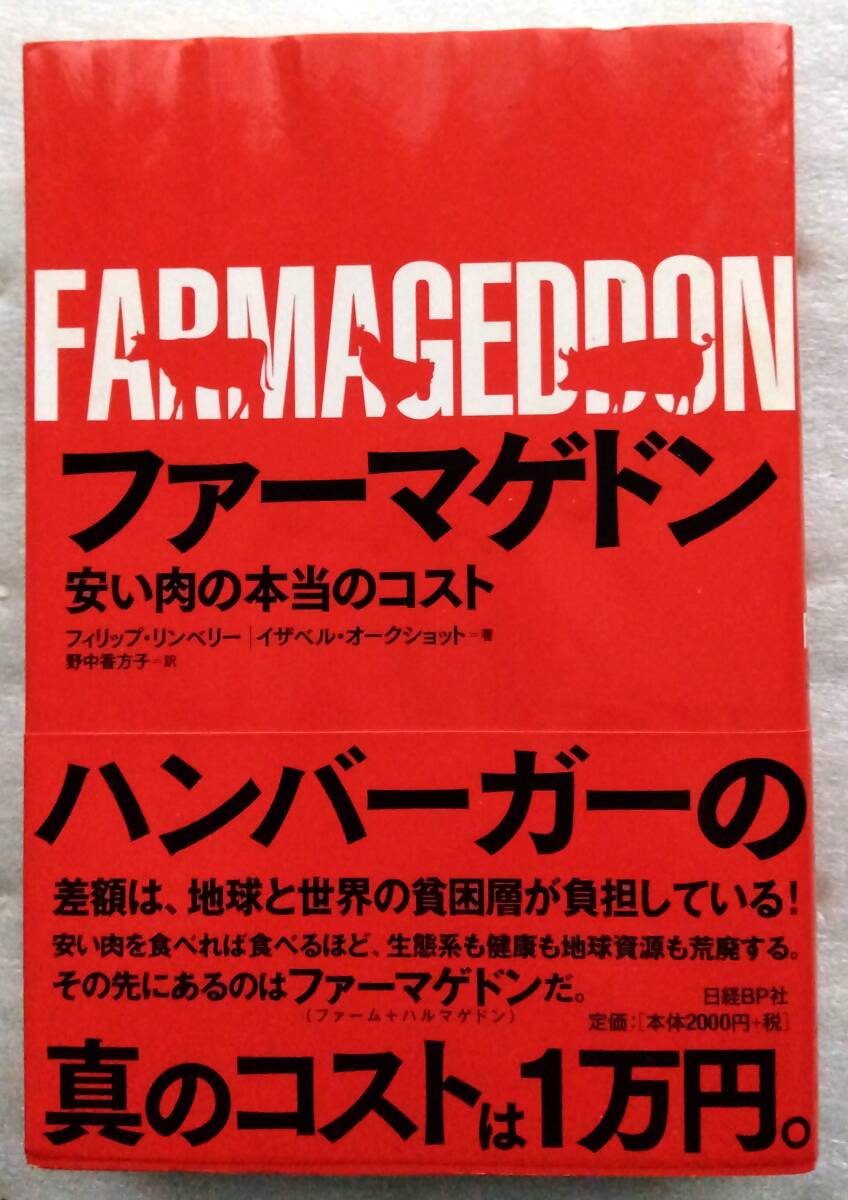 FARMAGEDDON
ファーマゲドン
安い肉の本当のコスト
フィリップ・リンベリー|イザベル・オークショット=著
野中香方子=訳
ハンバーガーの
差額は、地球と世界の貧困層が負担している!
安い肉を食べれば食べるほど、生態系も健康も地球資源も荒廃する。
その先にあるのはファーマゲドンだ。
(ファーム+ハルマゲドン)
日経BP社
定価:[本体2000円+税]
真のコストは1万円。